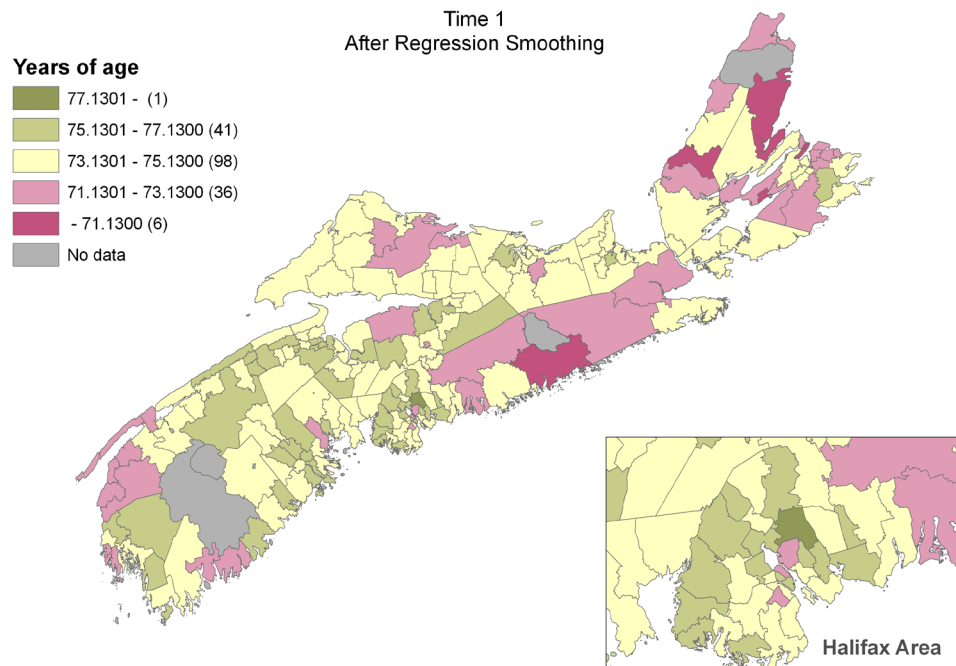 Time 1
After Regression Smoothing
Years of age
77.1301 - (1)
75.1301 - 77.1300 (41)
73.1301 - 75.1300 (98)
71.1301 - 73.1300 (36)
- 71.1300 (6)
No data
Halifax Area